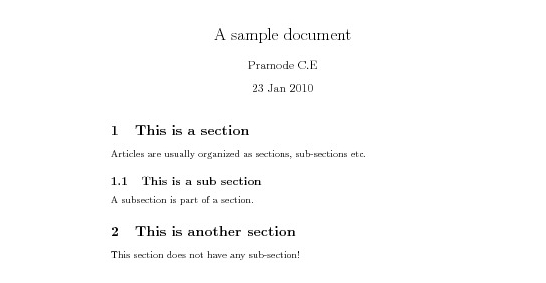 A sample document
Pramode C.E
23 Jan 2010
1 This is a section
Articles are usually organized as sections, sub-sections etc.
1.1 This is a sub section
A subsection is part of a section.
2 This is another section
This section does not have any sub-section!